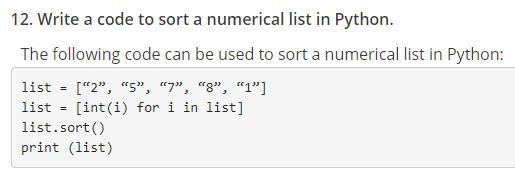 12. Write a code to sort a numerical list in Python.
The following code can be used to sort a numerical list in Python:
list = [“2”, “5”, “7”, “8”, “1”]
list = [int(i) for i in list]
list.sort()
print (list)